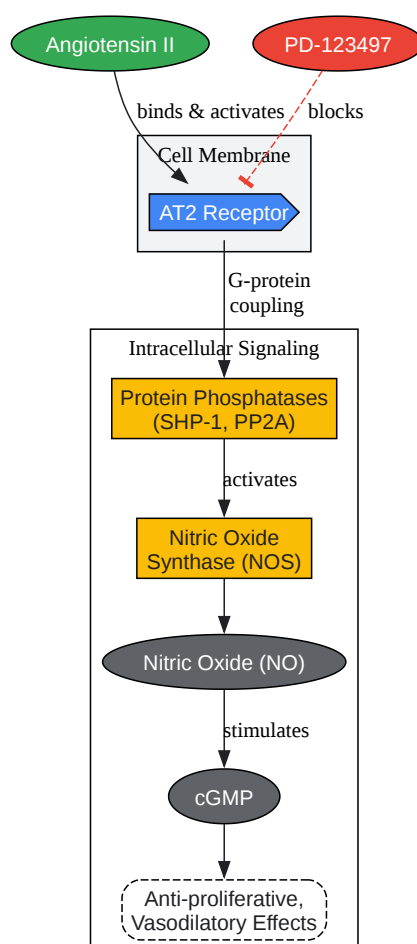 Angiotensin II
PD-123497
binds & activates
blocks
Cell Membrane
AT2 Receptor
G-protein
coupling
Intracellular Signaling
Protein Phosphatases
(SHP-1, PP2A)
activates
Nitric Oxide
Synthase (NOS)
Nitric Oxide (NO)
stimulates
cGMP
Anti-proliferative,
Vasodilatory Effects